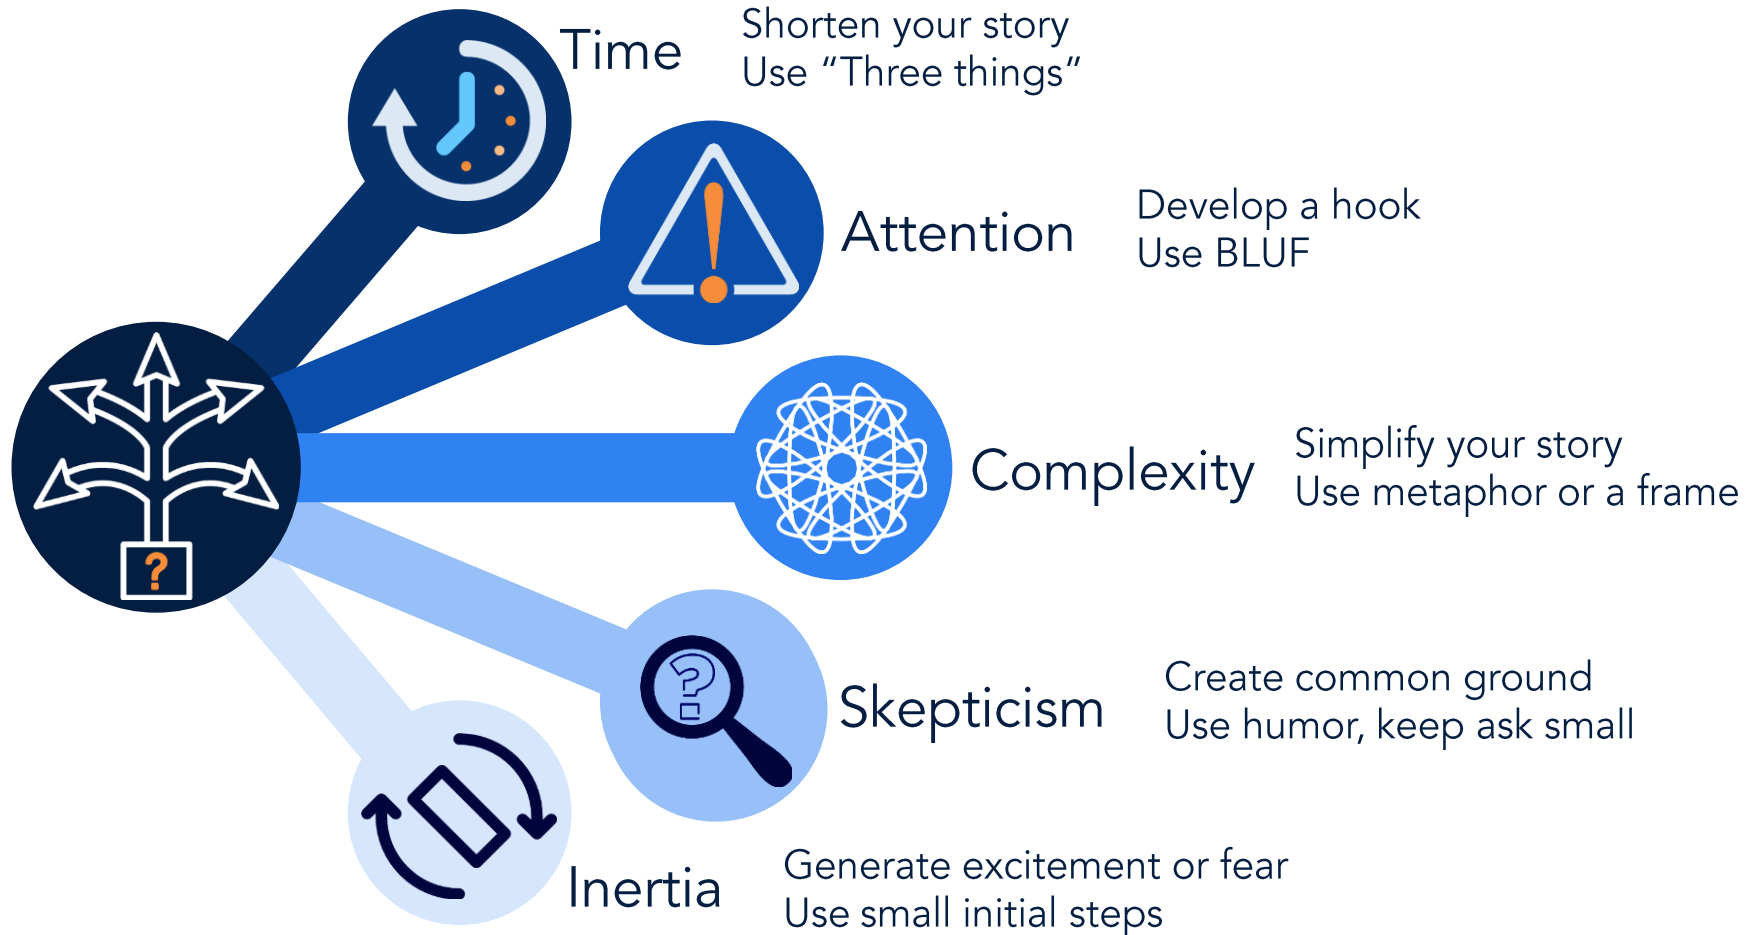 Time
Shorten your story
Use “Three things”
Attention
Develop a hook
Use BLUF
Complexity
Simplify your story
Use metaphor or a frame
?
Skepticism
?
Create common ground
Use humor, keep ask small
Inertia
Generate excitement or fear
Use small initial steps